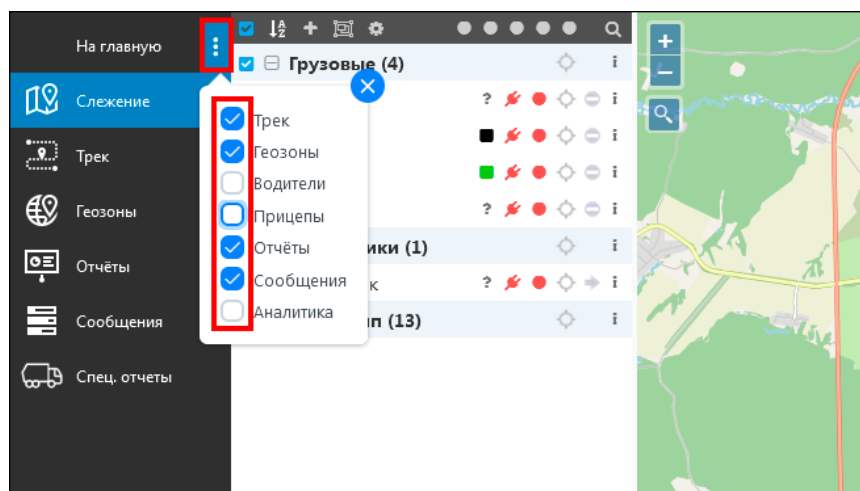 На главную
Слежение
Трек
Геозоны
Отчёты
Сообщения
Спец. отчеты
Трек
Геозоны
Водители
Прицепы
Отчёты
Сообщения
Аналитика
Грузовые (4)
? i
i
i
? i
ики (1)
i
к ? i
п (13)
i
+
−